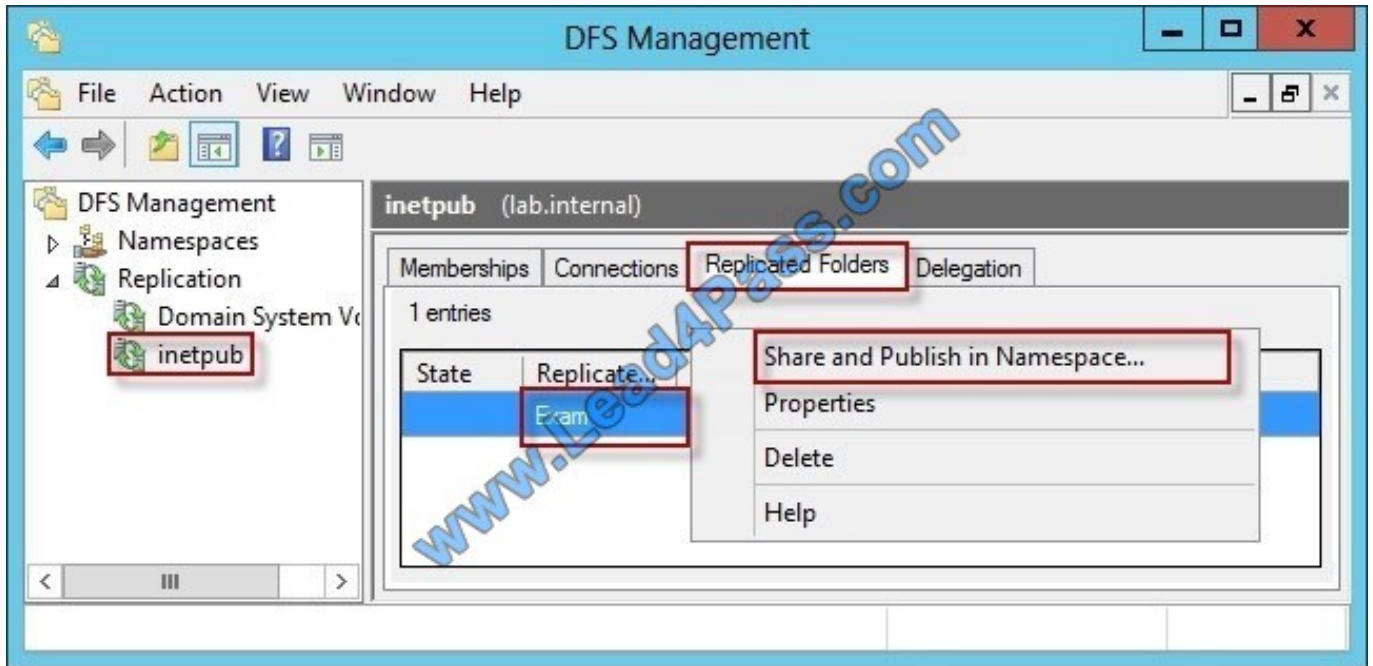 DFS Management
File Action View Window Help
DFS Management
Namespaces
Replication
Domain System Vo
inetpub
inetpub (lab.internal)
Memberships Connections Replicated Folders Delegation
1 entries
State Replicate...
Exam
Share and Publish in Namespace...
Properties
Delete
Help
www.Lead4Pass.com